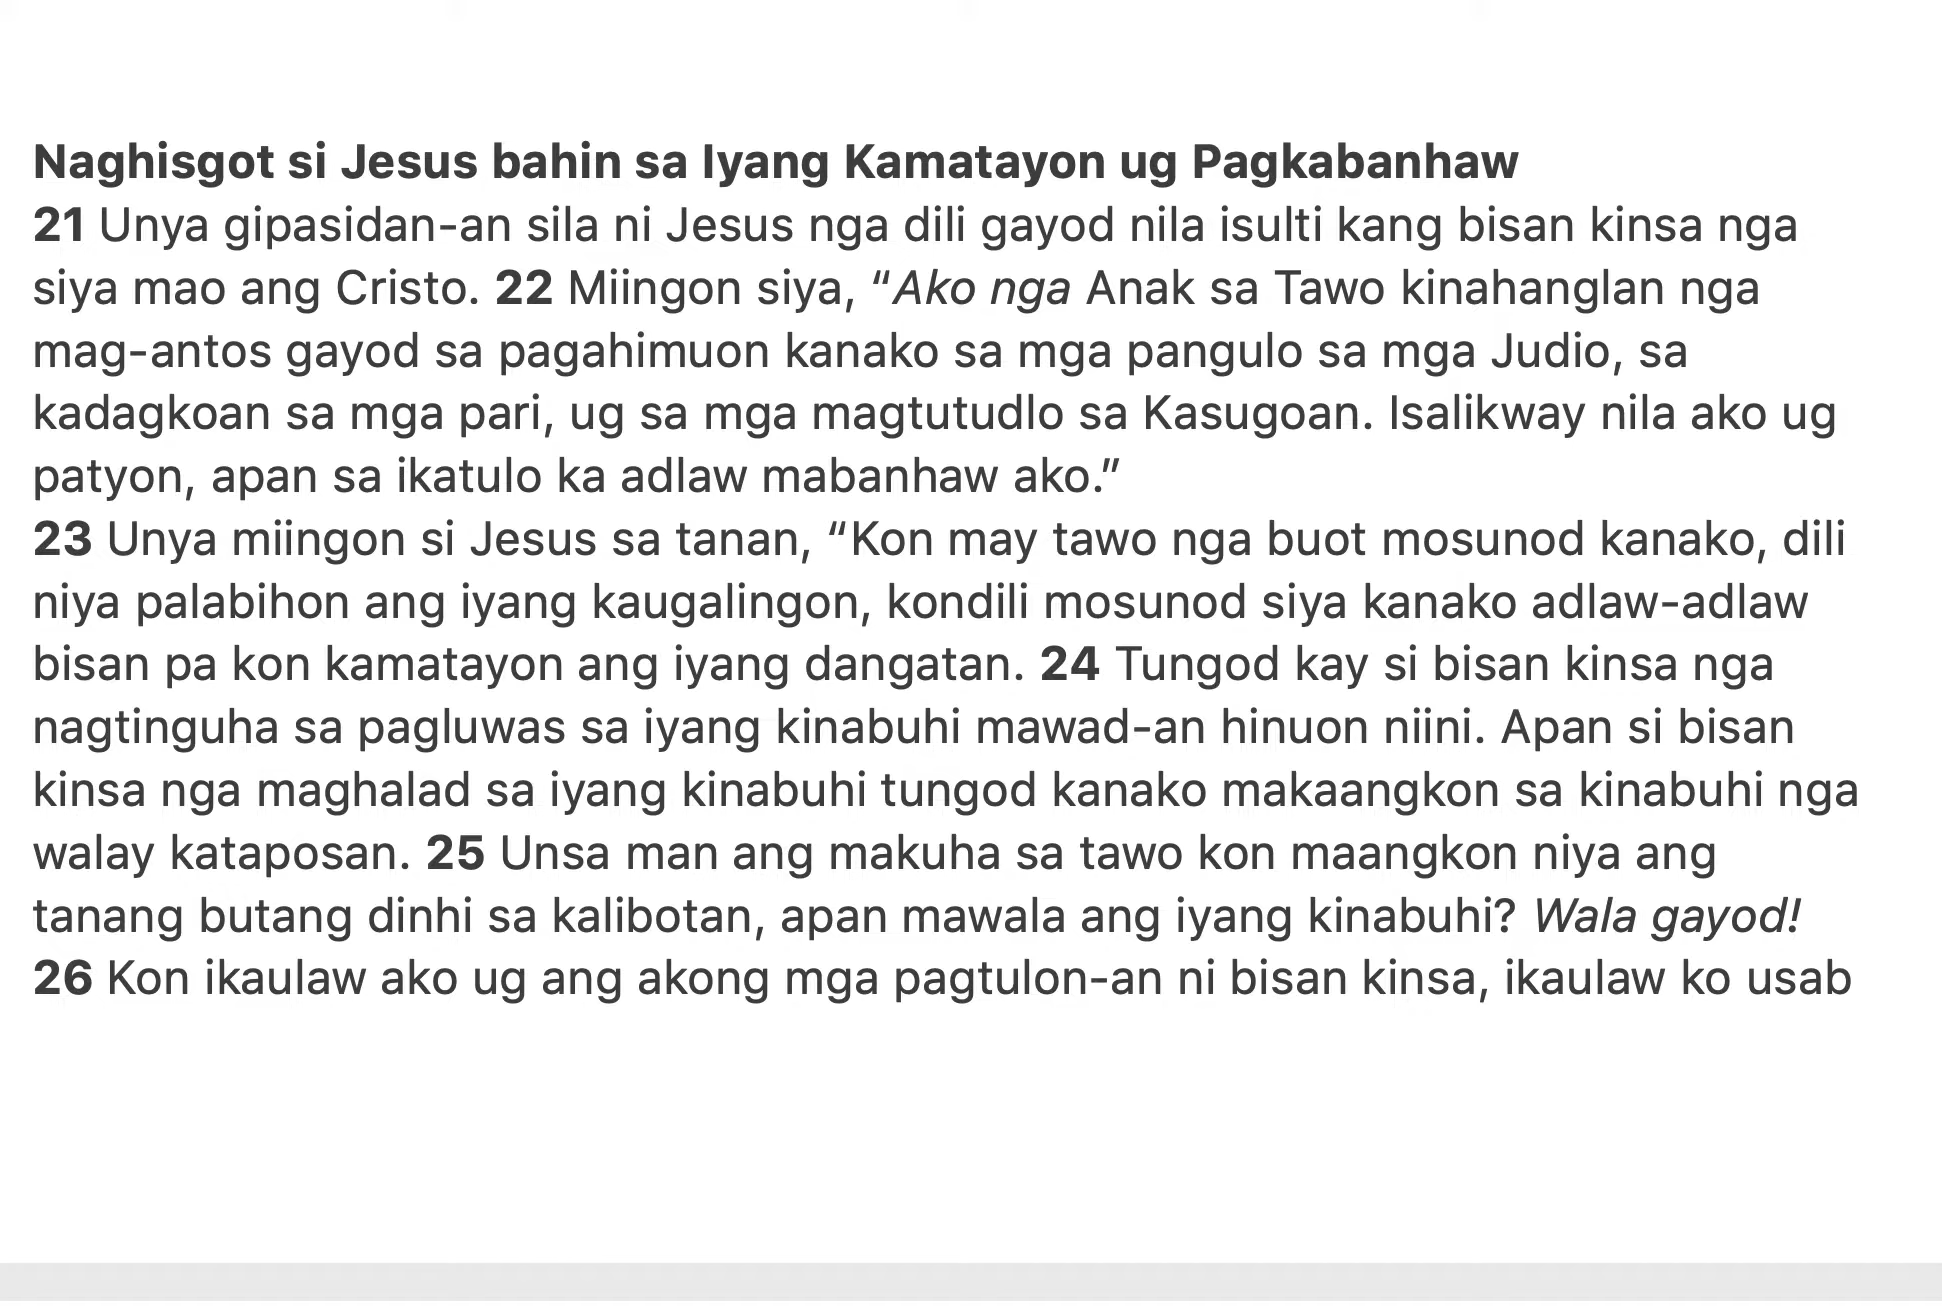 Naghisgot si Jesus bahin sa Iyang Kamatayon ug Pagkabanhaw
21 Unya gipasidan-an sila ni Jesus nga dili gayod nila isulti kang bisan kinsa nga
siya mao ang Cristo. 22 Miingon siya, “Ako nga Anak sa Tawo kinahanglan nga
mag-antos gayod sa pagahimuon kanako sa mga pangulo sa mga Judio, sa
kadagkoan sa mga pari, ug sa mga magtutudlo sa Kasugoan. Isalikway nila ako ug
patyon, apan sa ikatulo ka adlaw mabanhaw ako.”
23 Unya miingon si Jesus sa tanan, “Kon may tawo nga buot mosunod kanako, dili
niya palabihon ang iyang kaugalingon, kondili mosunod siya kanako adlaw-adlaw
bisan pa kon kamatayon ang iyang dangatan. 24 Tungod kay si bisan kinsa nga
nagtinguha sa pagluwas sa iyang kinabuhi mawad-an hinuon niini. Apan si bisan
kinsa nga maghalad sa iyang kinabuhi tungod kanako makaangkon sa kinabuhi nga
walay kataposan. 25 Unsa man ang makuha sa tawo kon maangkon niya ang
tanang butang dinhi sa kalibotan, apan mawala ang iyang kinabuhi? Wala gayod!
26 Kon ikaulaw ako ug ang akong mga pagtulon-an ni bisan kinsa, ikaulaw ko usab